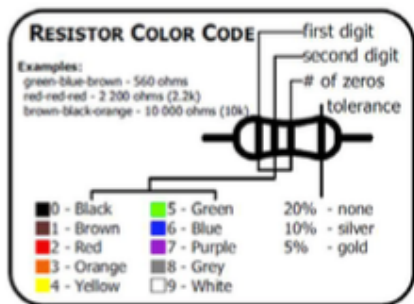 RESISTOR COLOR CODE
first digit
second digit
# of zeros
tolerance
Examples:
green-blue-brown - 560 ohms
red-red-red - 2 200 ohms (2.2k)
brown-black-orange - 10 000 ohms (10k)
0 - Black
1 - Brown
2 - Red
3 - Orange
4 - Yellow
5 - Green
6 - Blue
7 - Purple
8 - Grey
9 - White
20% - none
10% - silver
5% - gold